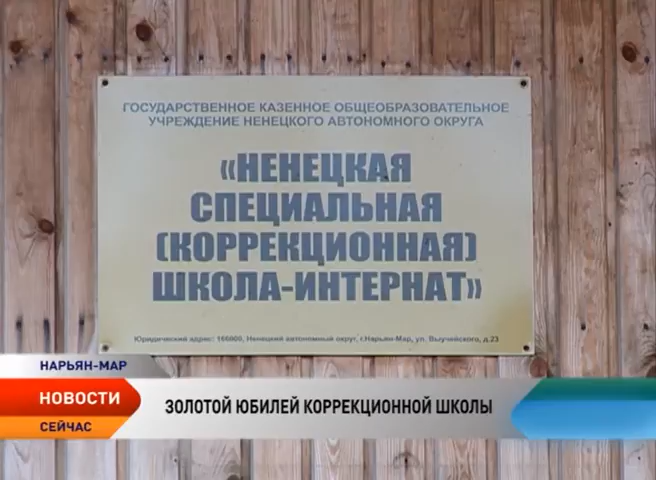 ГОСУДАРСТВЕННОЕ КАЗЕННОЕ ОБЩЕОБРАЗОВАТЕЛЬНОЕ
УЧРЕЖДЕНИЕ НЕНЕЦКОГО АВТОНОМНОГО ОКРУГА
«НЕНЕЦКАЯ
СПЕЦИАЛЬНАЯ
(КОРРЕКЦИОННАЯ)
ШКОЛА-ИНТЕРНАТ»
Юридический адрес: 166000, Ненецкий автономный округ, г.Нарьян-Мар, ул. Выучейского, д.23
НАРЬЯН-МАР
НОВОСТИ
СЕЙЧАС
ЗОЛОТОЙ ЮБИЛЕЙ КОРРЕКЦИОННОЙ ШКОЛЫ